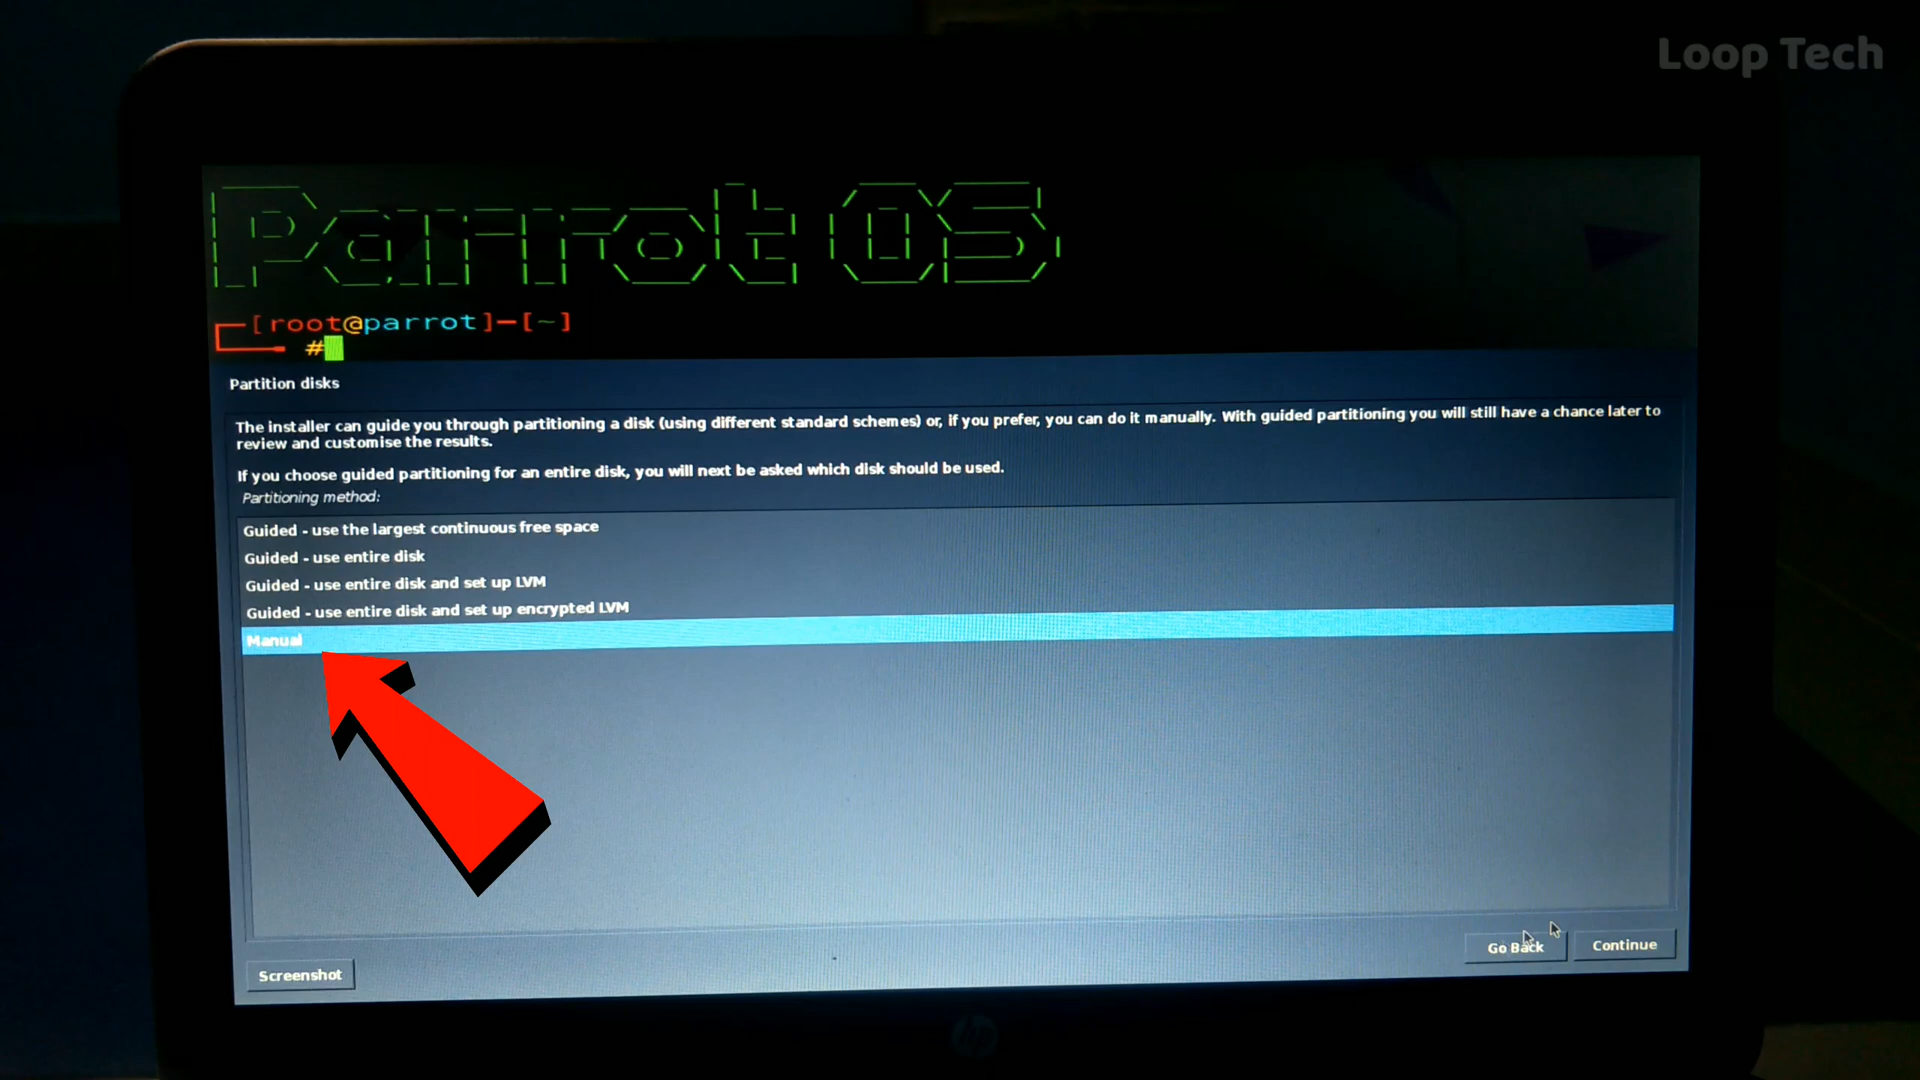 Loop Tech
Parrot OS
[root@parrot]-[~]
#
Partition disks
The installer can guide you through partitioning a disk (using different standard schemes) or, if you prefer, you can do it manually. With guided partitioning you will still have a chance later to
review and customise the results.
If you choose guided partitioning for an entire disk, you will next be asked which disk should be used.
Partitioning method:
Guided - use the largest continuous free space
Guided - use entire disk
Guided - use entire disk and set up LVM
Guided - use entire disk and set up encrypted LVM
Manual
Go Back
Continue
Screenshot
hp